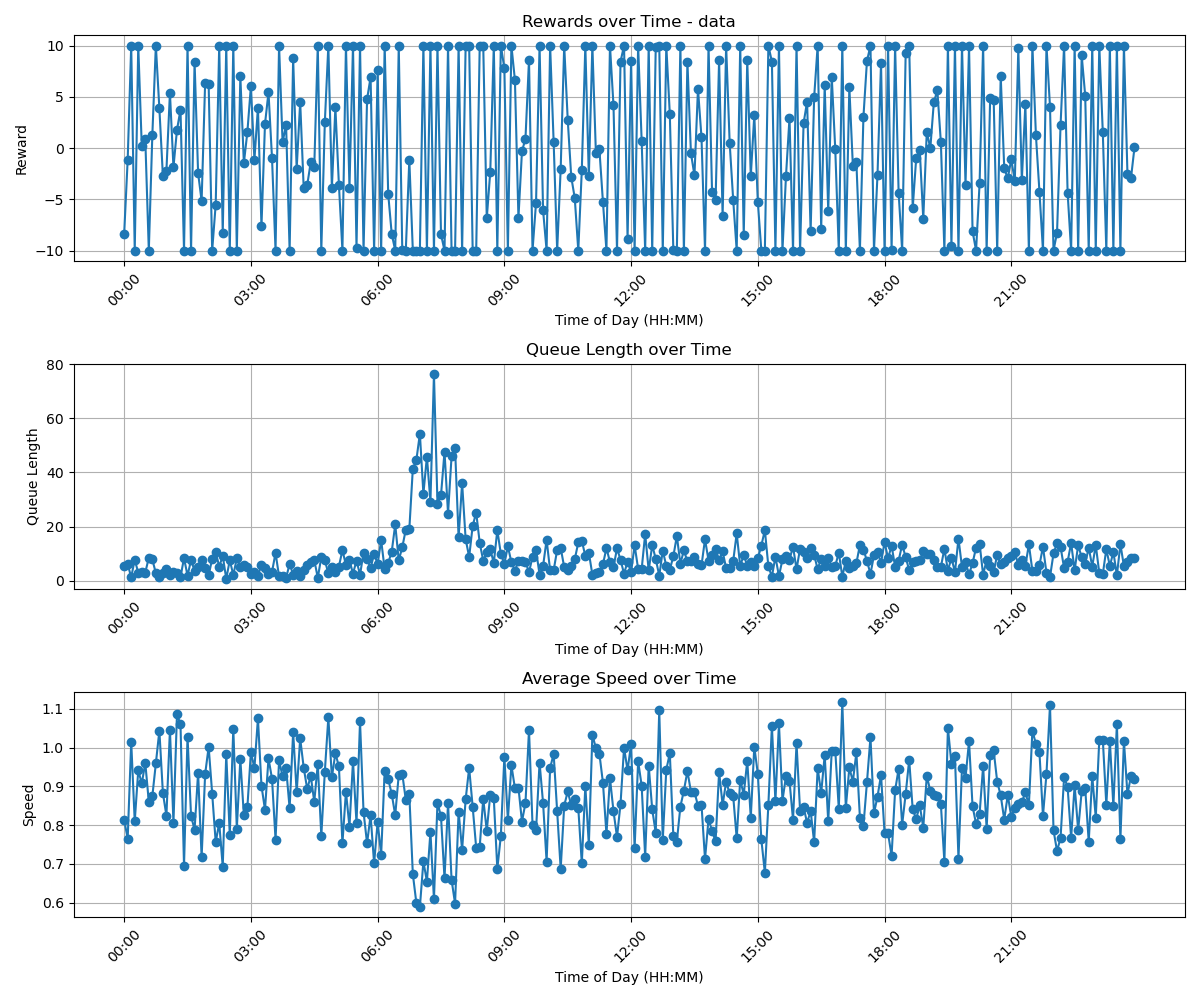 Rewards over Time - data
10
5
0
−5
−10
Reward
00:00 03:00 06:00 09:00 12:00 15:00 18:00 21:00
Time of Day (HH:MM)
Queue Length over Time
80
60
40
20
0
Queue Length
00:00 03:00 06:00 09:00 12:00 15:00 18:00 21:00
Time of Day (HH:MM)
Average Speed over Time
1.1
1.0
0.9
0.8
0.7
0.6
Speed
00:00 03:00 06:00 09:00 12:00 15:00 18:00 21:00
Time of Day (HH:MM)